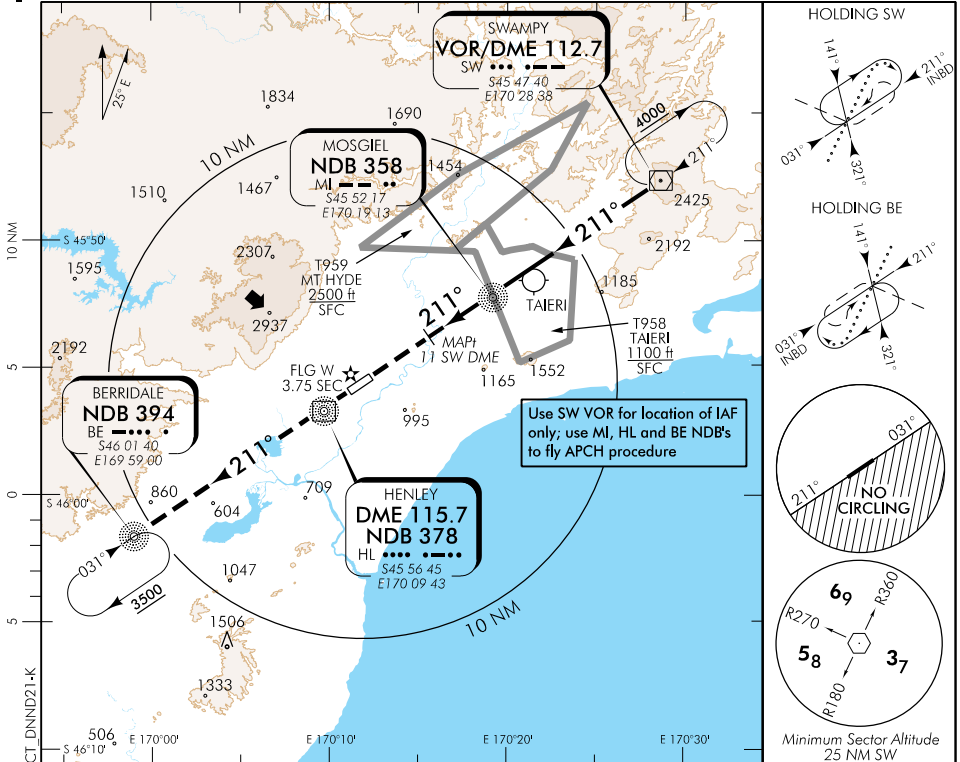 SWAMPY
VOR/DME 112.7
SW
S45 47 40
E170 28 38
25° E
1834
1690
4000
211°
10 NM
MOSGIEL
NDB 358
MI
S45 52 17
E170 19 13
1454
1510
1467
2425
211°
10 NM
S 45°50'
2307
2192
1595
T959
MT HYDE
2500 ft
SFC
211°
TAIERI
1185
2937
MAPt
11 SW DME
T958
TAIERI
1100 ft
SFC
2192
5
FLG W
3.75 SEC
1165
1552
BERRIDALE
NDB 394
BE
S46 01 40
E169 59 00
995
Use SW VOR for location of IAF
only; use MI, HL and BE NDB's
to fly APCH procedure
211°
0
S 46°00'
860
604
709
HENLEY
DME 115.7
NDB 378
HL
S45 56 45
E170 09 43
211°
031°
3500
1047
5
1506
10 NM
1333
506
S 46°10'
E 170°00'
E 170°10'
E 170°20'
E 170°30'
CT_DNND21-K
HOLDING SW
141°
211°
INBD
031°
321°
HOLDING BE
141°
211°
031°
INBD
321°
031°
211°
NO
CIRCLING
69
R360
R270
58
37
R180
Minimum Sector Altitude
25 NM SW